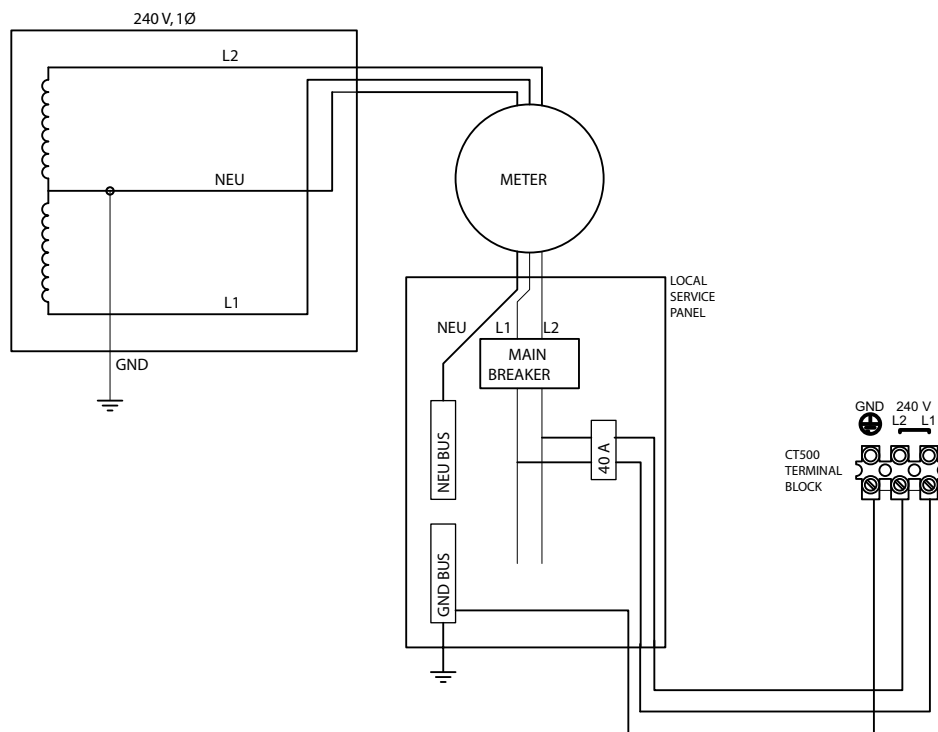 240 V, 1Ø
L2
NEU
L1
GND
METER
LOCAL
SERVICE
PANEL
NEU
L1
L2
MAIN
BREAKER
NEU BUS
40 A
GND BUS
GND
240 V
L2
L1
CT500
TERMINAL
BLOCK